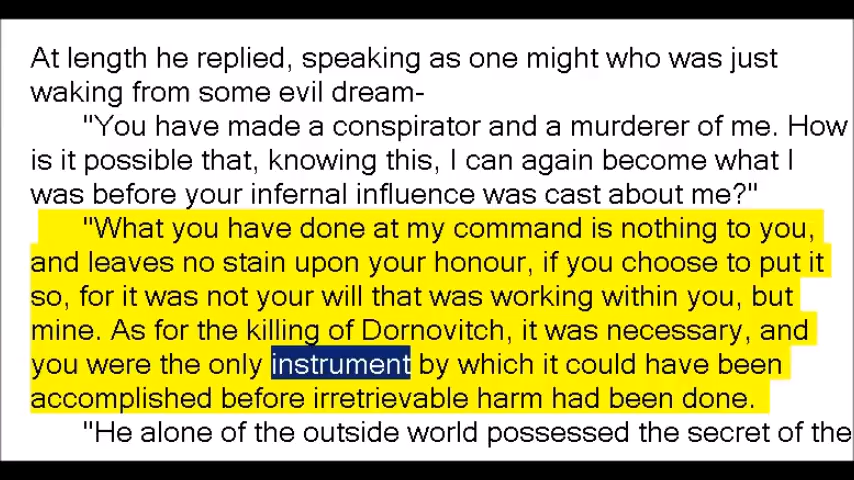 At length he replied, speaking as one might who was just
waking from some evil dream-
"You have made a conspirator and a murderer of me. How
is it possible that, knowing this, I can again become what I
was before your infernal influence was cast about me?"
"What you have done at my command is nothing to you,
and leaves no stain upon your honour, if you choose to put it
so, for it was not your will that was working within you, but
mine. As for the killing of Dornovitch, it was necessary, and
you were the only instrument by which it could have been
accomplished before irretrievable harm had been done.
"He alone of the outside world possessed the secret of the